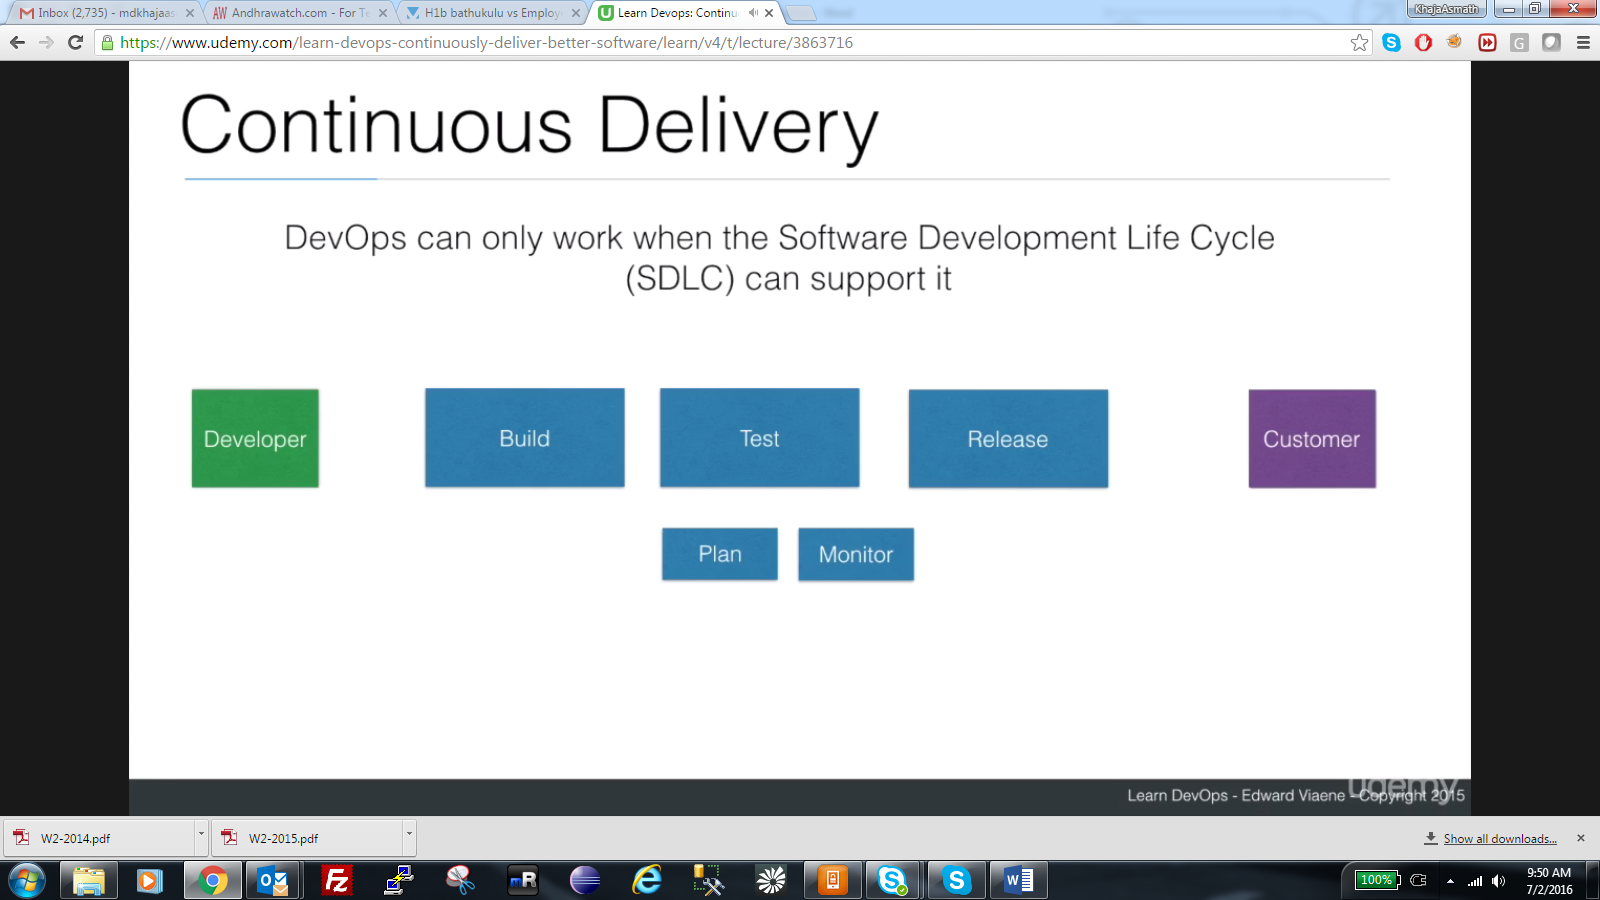 Inbox (2,735) - mdkhajaas
Andhrawatch.com - For Te
H1b bathukulu vs Employ
Learn Devops: Continu
KhajaAsmath
https://www.udemy.com/learn-devops-continuously-deliver-better-software/learn/v4/t/lecture/3863716
Continuous Delivery
DevOps can only work when the Software Development Life Cycle
(SDLC) can support it
Developer
Build
Test
Release
Customer
Plan
Monitor
udemy
Learn DevOps - Edward Viaene - Copyright 2015
W2-2014.pdf
W2-2015.pdf
Show all downloads...
100%
9:50 AM
7/2/2016